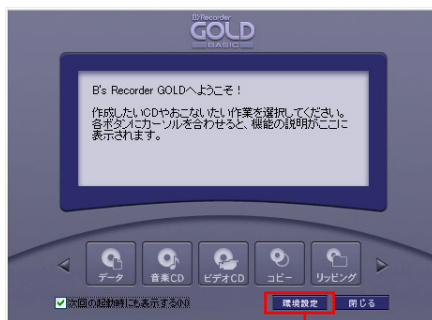 B's Recorder
GOLD
BASIC
B's Recorder GOLDへようこそ！
作成したいCDやおこないたい作業を選択してください。
各ボタンにカーソルを合わせると、機能の説明がここに
表示されます。
データ
音楽CD
ビデオCD
コピー
リッピング
次回の起動時にも表示する(N)
環境設定
閉じる